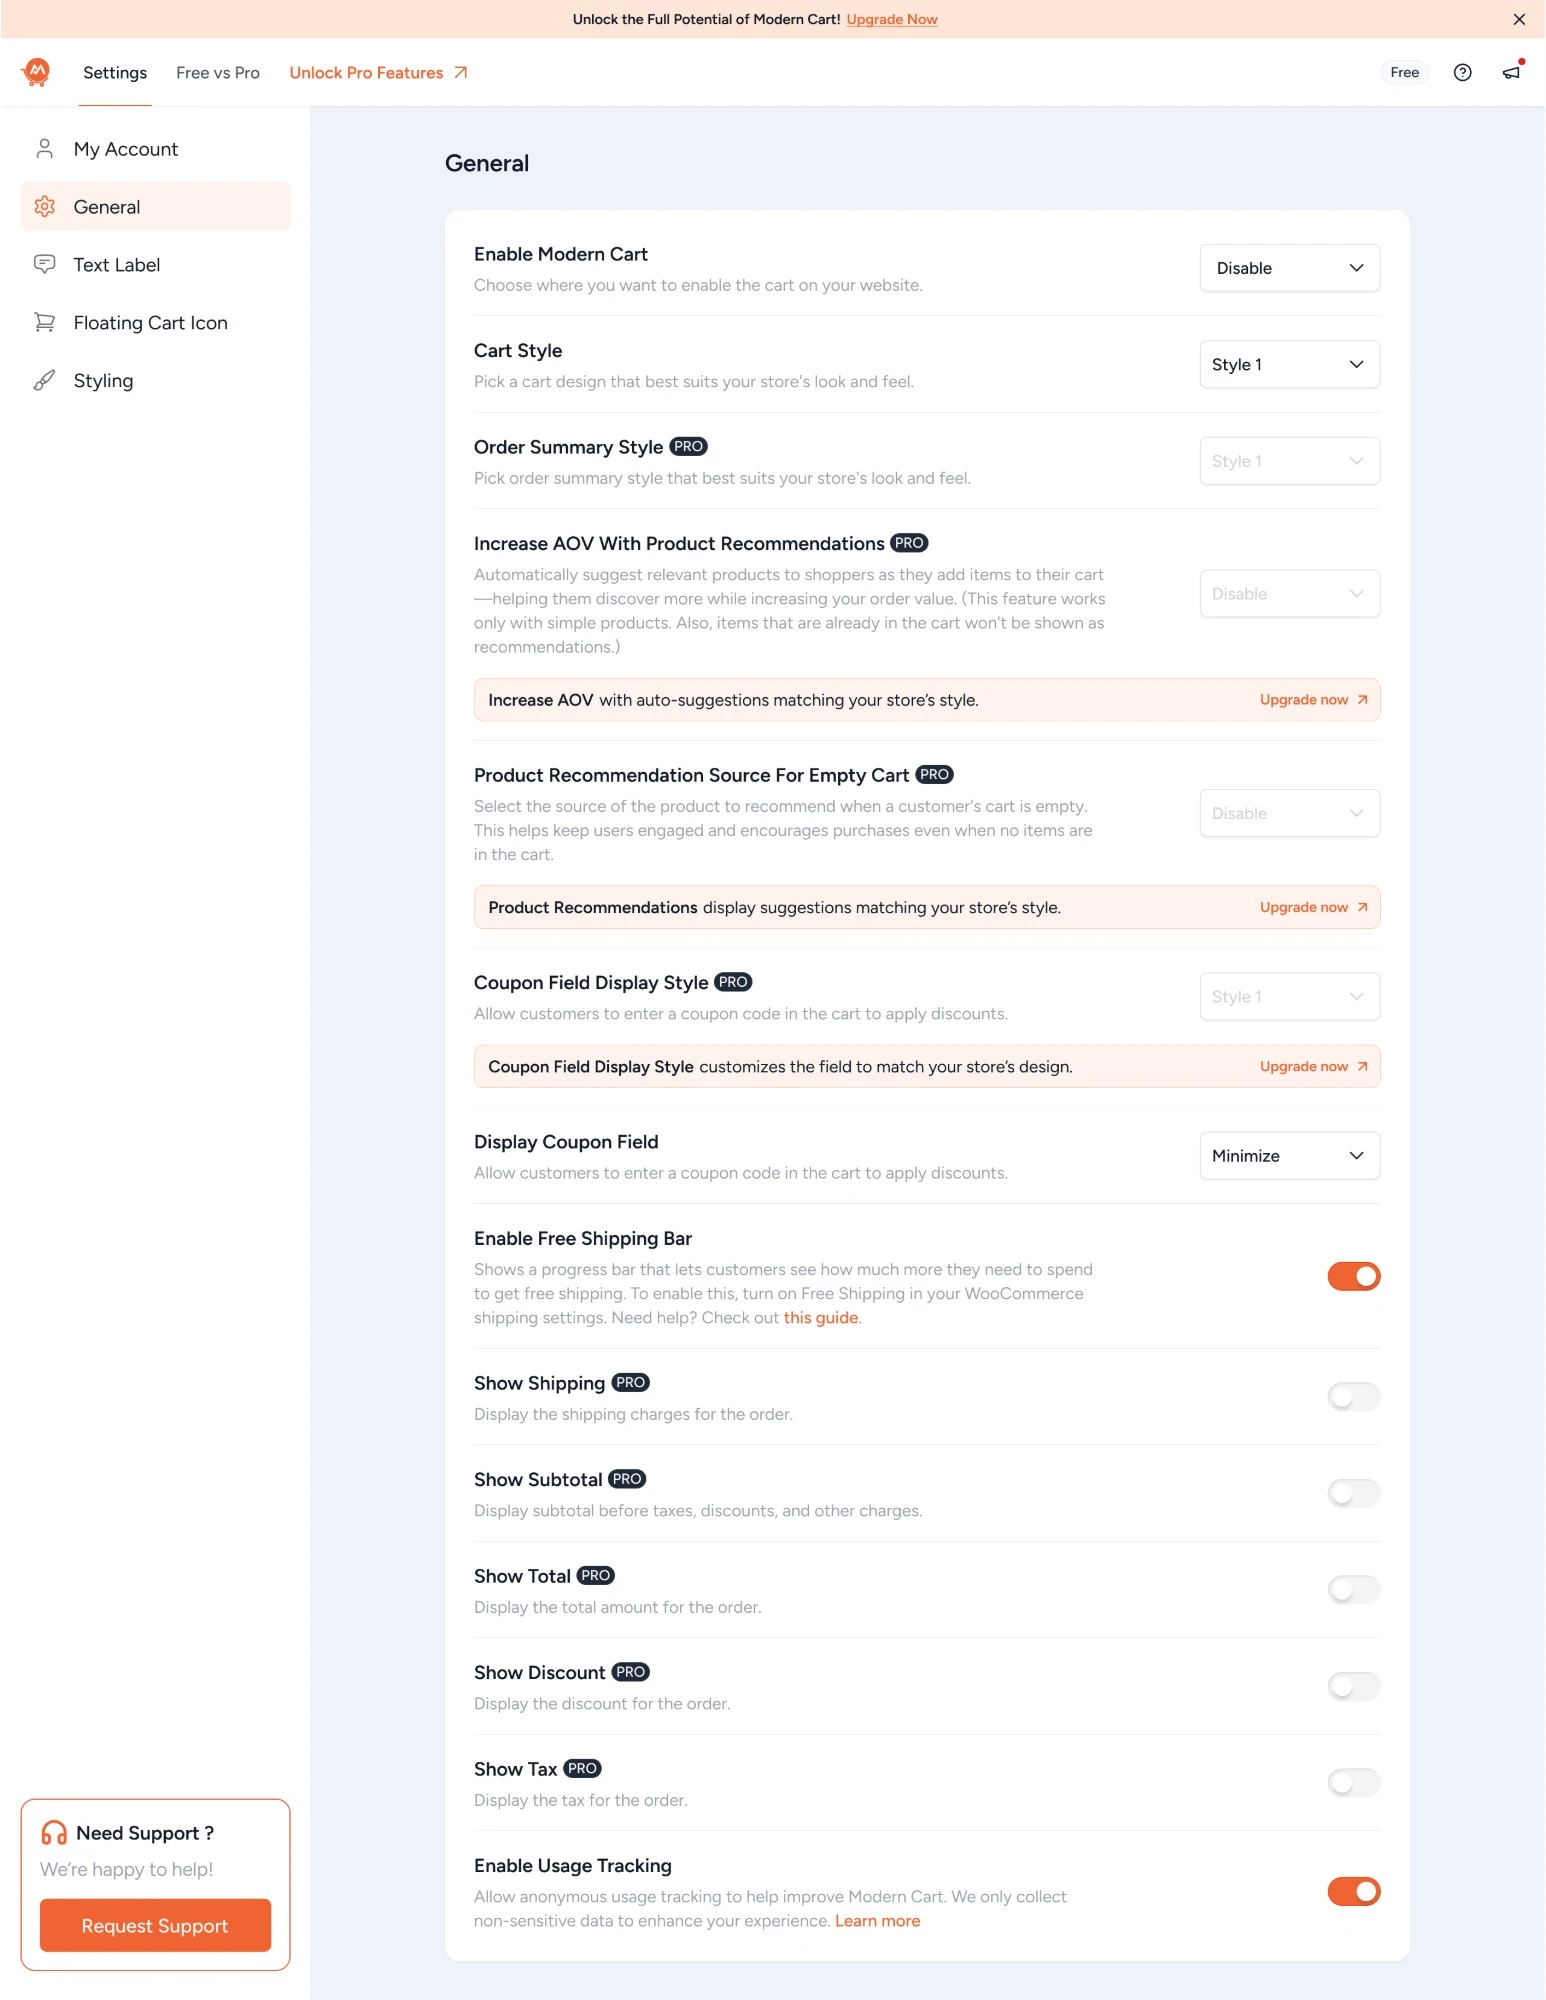 Unlock the Full Potential of Modern Cart! Upgrade Now
Settings
Free vs Pro
Unlock Pro Features
Free
My Account
General
Text Label
Floating Cart Icon
Styling
General
Enable Modern Cart
Choose where you want to enable the cart on your website.
Disable
Cart Style
Pick a cart design that best suits your store's look and feel.
Style 1
Order Summary Style PRO
Pick order summary style that best suits your store's look and feel.
Style 1
Increase AOV With Product Recommendations PRO
Automatically suggest relevant products to shoppers as they add items to their cart
—helping them discover more while increasing your order value. (This feature works
only with simple products. Also, items that are already in the cart won't be shown as
recommendations.)
Disable
Increase AOV with auto-suggestions matching your store’s style.
Upgrade now
Product Recommendation Source For Empty Cart PRO
Select the source of the product to recommend when a customer's cart is empty.
This helps keep users engaged and encourages purchases even when no items are
in the cart.
Disable
Product Recommendations display suggestions matching your store’s style.
Upgrade now
Coupon Field Display Style PRO
Allow customers to enter a coupon code in the cart to apply discounts.
Style 1
Coupon Field Display Style customizes the field to match your store’s design.
Upgrade now
Display Coupon Field
Allow customers to enter a coupon code in the cart to apply discounts.
Minimize
Enable Free Shipping Bar
Shows a progress bar that lets customers see how much more they need to spend
to get free shipping. To enable this, turn on Free Shipping in your WooCommerce
shipping settings. Need help? Check out this guide.
Show Shipping PRO
Display the shipping charges for the order.
Show Subtotal PRO
Display subtotal before taxes, discounts, and other charges.
Show Total PRO
Display the total amount for the order.
Show Discount PRO
Display the discount for the order.
Show Tax PRO
Display the tax for the order.
Enable Usage Tracking
Allow anonymous usage tracking to help improve Modern Cart. We only collect
non-sensitive data to enhance your experience. Learn more
Need Support ?
We’re happy to help!
Request Support